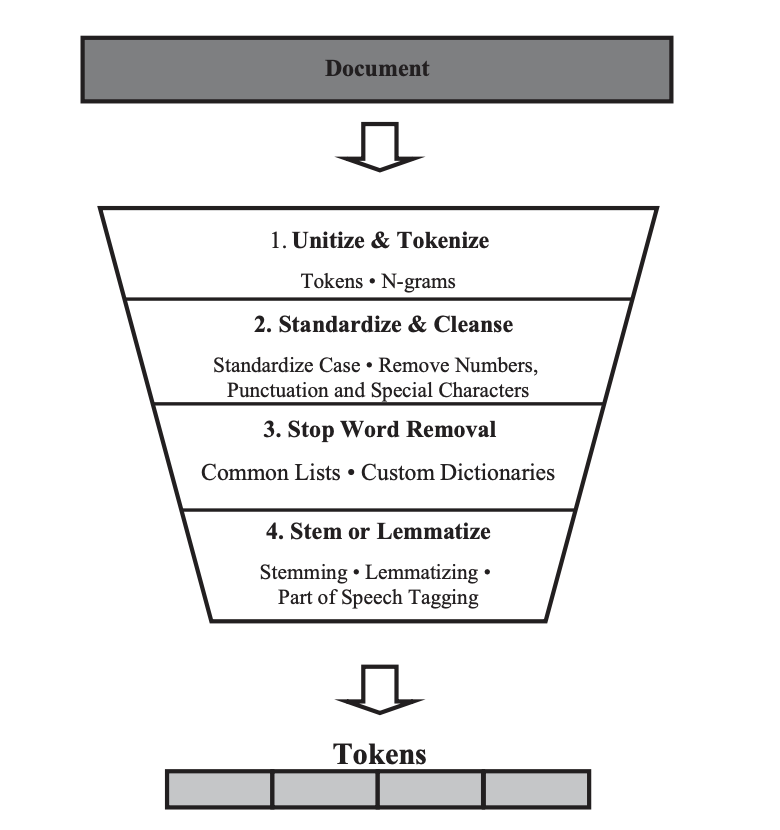 Document
1. Unitize & Tokenize
Tokens • N-grams
2. Standardize & Cleanse
Standardize Case • Remove Numbers,
Punctuation and Special Characters
3. Stop Word Removal
Common Lists • Custom Dictionaries
4. Stem or Lemmatize
Stemming • Lemmatizing •
Part of Speech Tagging
Tokens